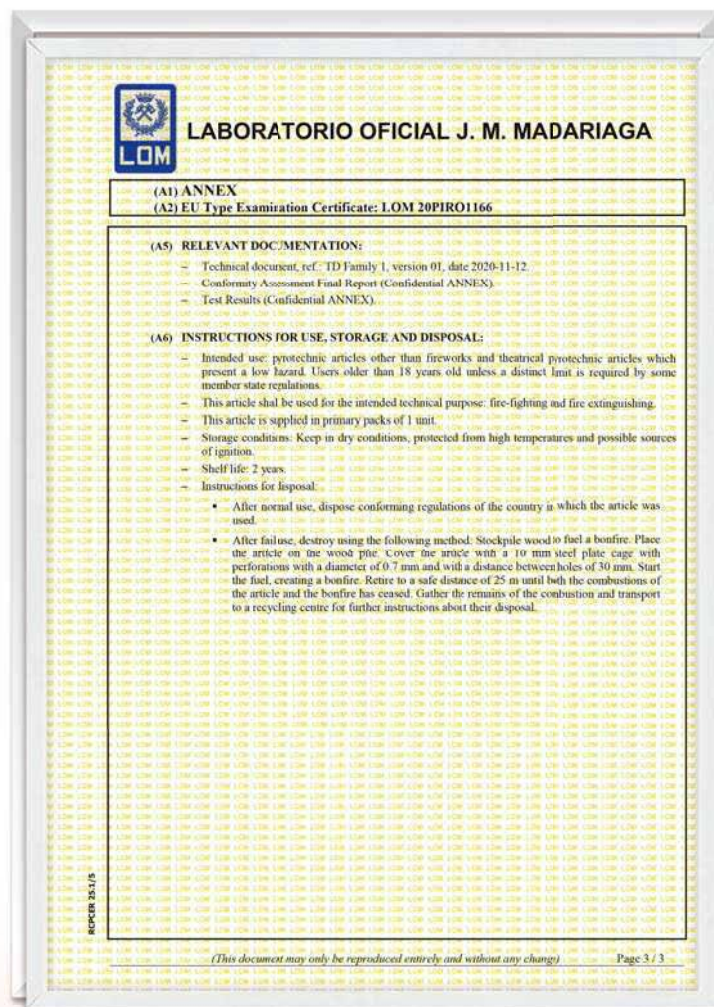 LOM
LABORATORIO OFICIAL J. M. MADARIAGA
(A1) ANNEX
(A2) EU Type Examination Certificate: LOM 20PIRO1166
(A5) RELEVANT DOCUMENTATION:
– Technical document, ref.: TD Family 1, version 01, date 2020-11-12.
– Conformity Assessment Final Report (Confidential ANNEX).
– Test Results (Confidential ANNEX).
(A6) INSTRUCTIONS FOR USE, STORAGE AND DISPOSAL:
– Intended use: pyrotechnic articles other than fireworks and theatrical pyrotechnic articles which
present a low hazard. Users older than 18 years old unless a distinct limit is required by some
member state regulations.
– This article shal be used for the intended technical purpose: fire-fighting and fire extinguishing.
– This article is supplied in primary packs of 1 unit.
– Storage conditions: Keep in dry conditions, protected from high temperatures and possible sources
of ignition.
– Shelf life: 2 years.
– Instructions for disposal:
▪ After normal use, dispose conforming regulations of the country in which the article was
used.
▪ After failuse, destroy using the following method: Stockpile wood to fuel a bonfire. Place
the article on the wood pile. Cover the article with a 10 mm steel plate cage with
perforations with a diameter of 0.7 mm and with a distance between holes of 30 mm. Start
the fuel, creating a bonfire. Retire to a safe distance of 25 m until both the combustions of
the article and the bonfire has ceased. Gather the remains of the conbustion and transport
to a recycling centre for further instructions about their disposal.
RCPCER 25.1/5
(This document may only be reproduced entirely and without any change)
Page 3 / 3